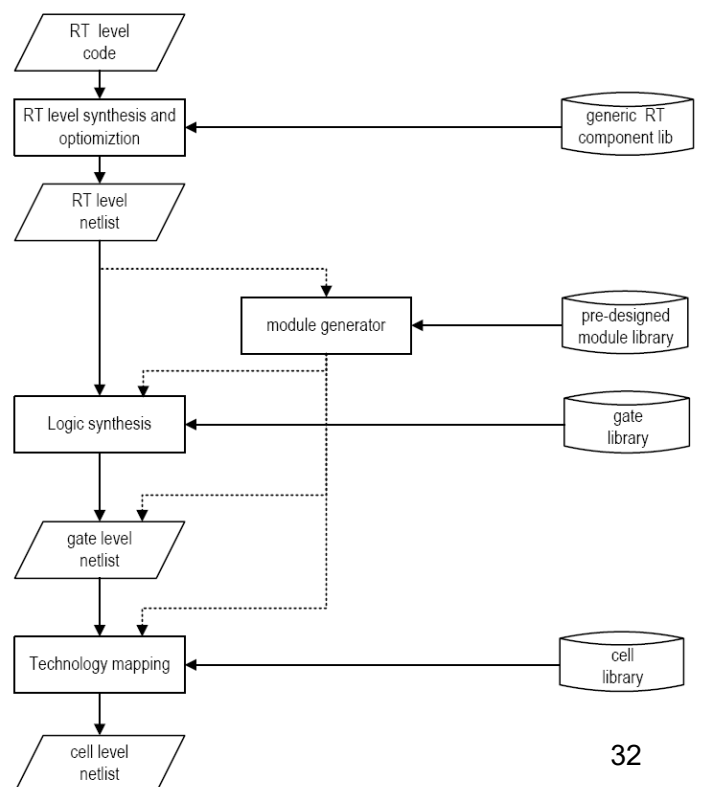 RT level
code
RT level synthesis and
optiomiztion
generic RT
component lib
RT level
netlist
module generator
pre-designed
module library
Logic synthesis
gate
library
gate level
netlist
Technology mapping
cell
library
cell level
netlist
32